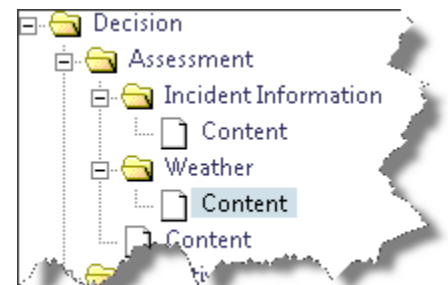 Decision
Assessment
Incident Information
Content
Weather
Content
Content